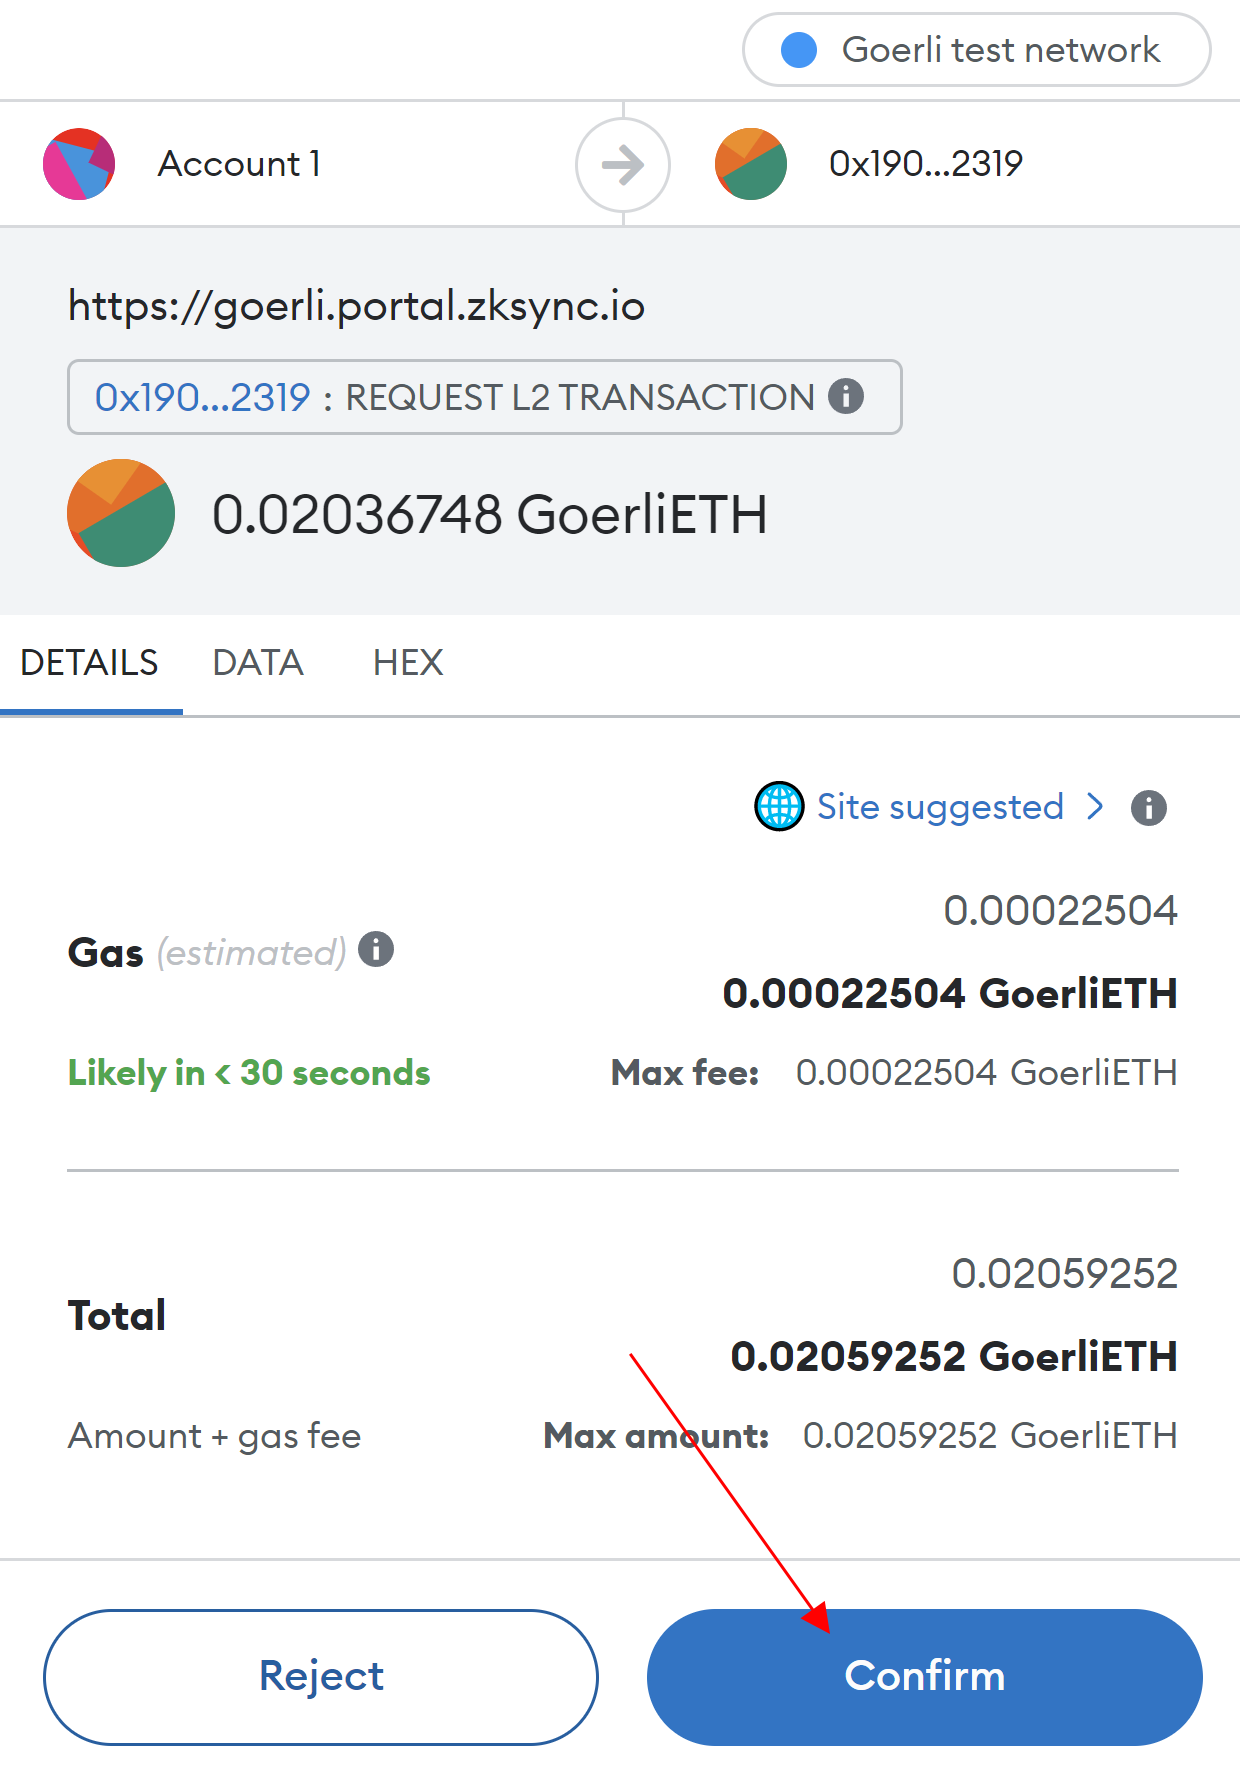 Goerli test network
Account 1
0x190...2319
https://goerli.portal.zksync.io
0x190...2319 : REQUEST L2 TRANSACTION
0.02036748 GoerliETH
DETAILS DATA HEX
Site suggested
0.00022504
Gas (estimated)
0.00022504 GoerliETH
Likely in < 30 seconds
Max fee: 0.00022504 GoerliETH
0.02059252
Total
0.02059252 GoerliETH
Amount + gas fee
Max amount: 0.02059252 GoerliETH
Reject
Confirm